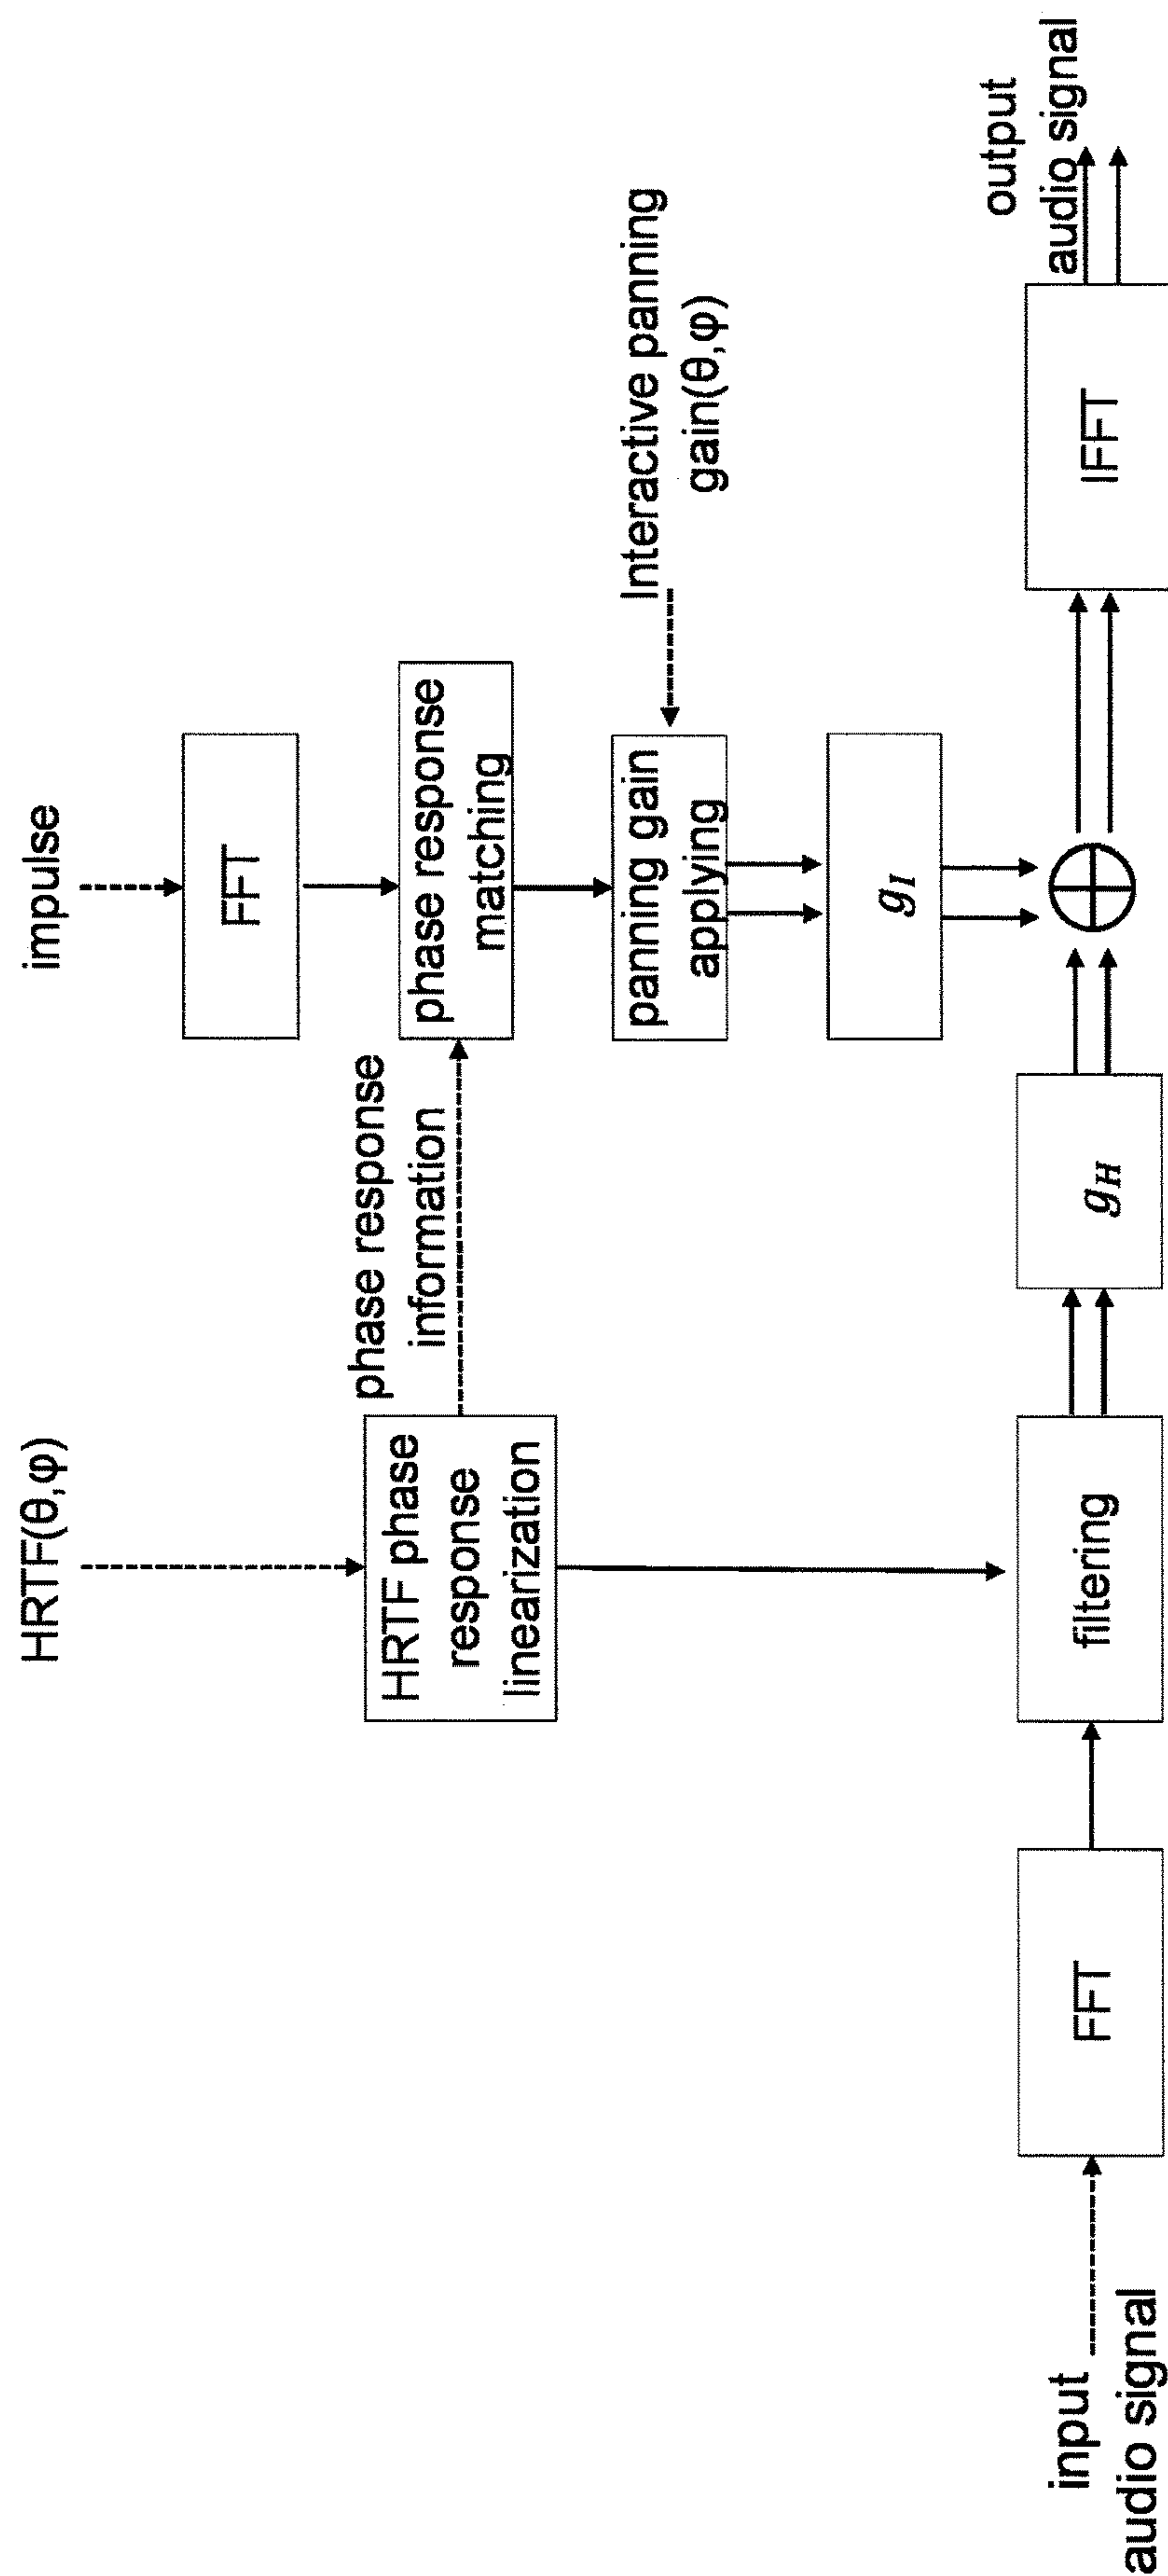 HRTF(θ,φ)
impulse
FFT
HRTF phase
response
linearization
phase response
information
phase response
matching
Interactive panning
gain(θ,φ)
panning gain
applying
g_I
input
audio signal
FFT
filtering
g_H
IFFT
output
audio signal